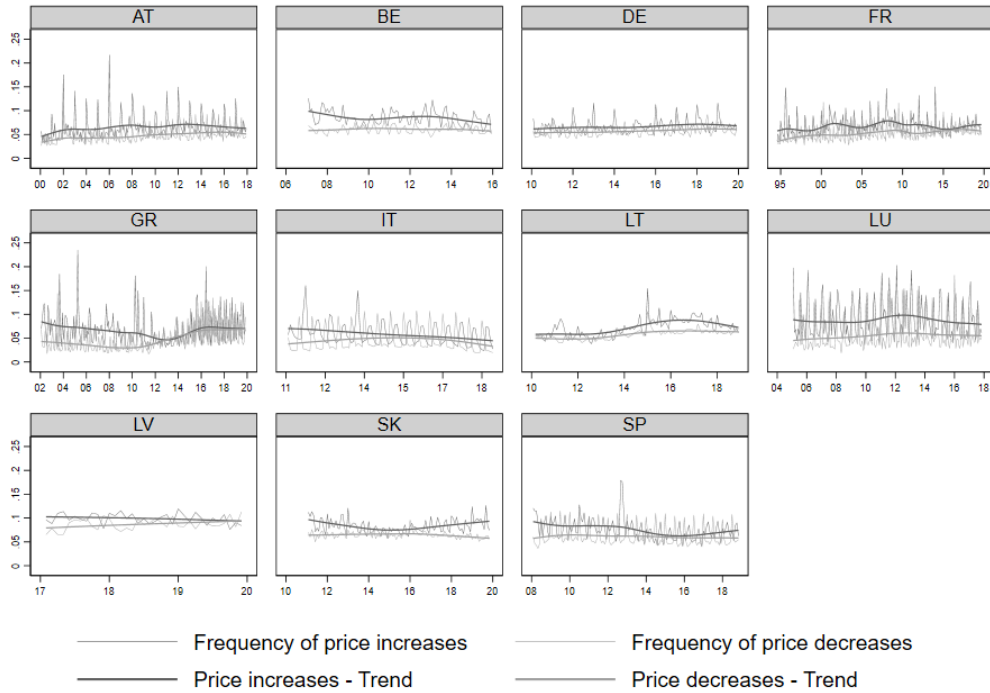 AT BE DE FR
0 .05 .1 .15 .2 .25
00 02 04 06 08 10 12 14 16 18
06 08 10 12 14 16
10 12 14 16 18 20
95 00 05 10 15 20
GR IT LT LU
0 .05 .1 .15 .2 .25
02 04 06 08 10 12 14 16 18 20
11 12 14 15 17 18
10 12 14 15 17 19
04 06 08 10 12 14 16 18
LV SK SP
0 .05 .1 .15 .2 .25
17 18 19 20
10 12 14 16 18 20
08 10 12 14 16 18
Frequency of price increases Frequency of price decreases
Price increases - Trend Price decreases - Trend